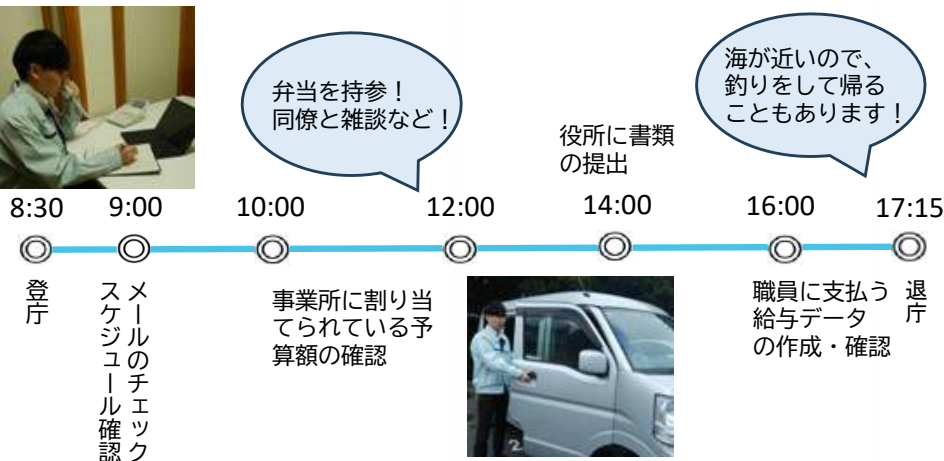 弁当を持参！
同僚と雑談など！
海が近いので、
釣りをして帰る
こともあります！
役所に書類
の提出
8:30
9:00
10:00
12:00
14:00
16:00
17:15
登庁
メールのチェック
スケジュール確認
事業所に割り当
てられている予
算額の確認
職員に支払う
給与データ
の作成・確認
退庁
2